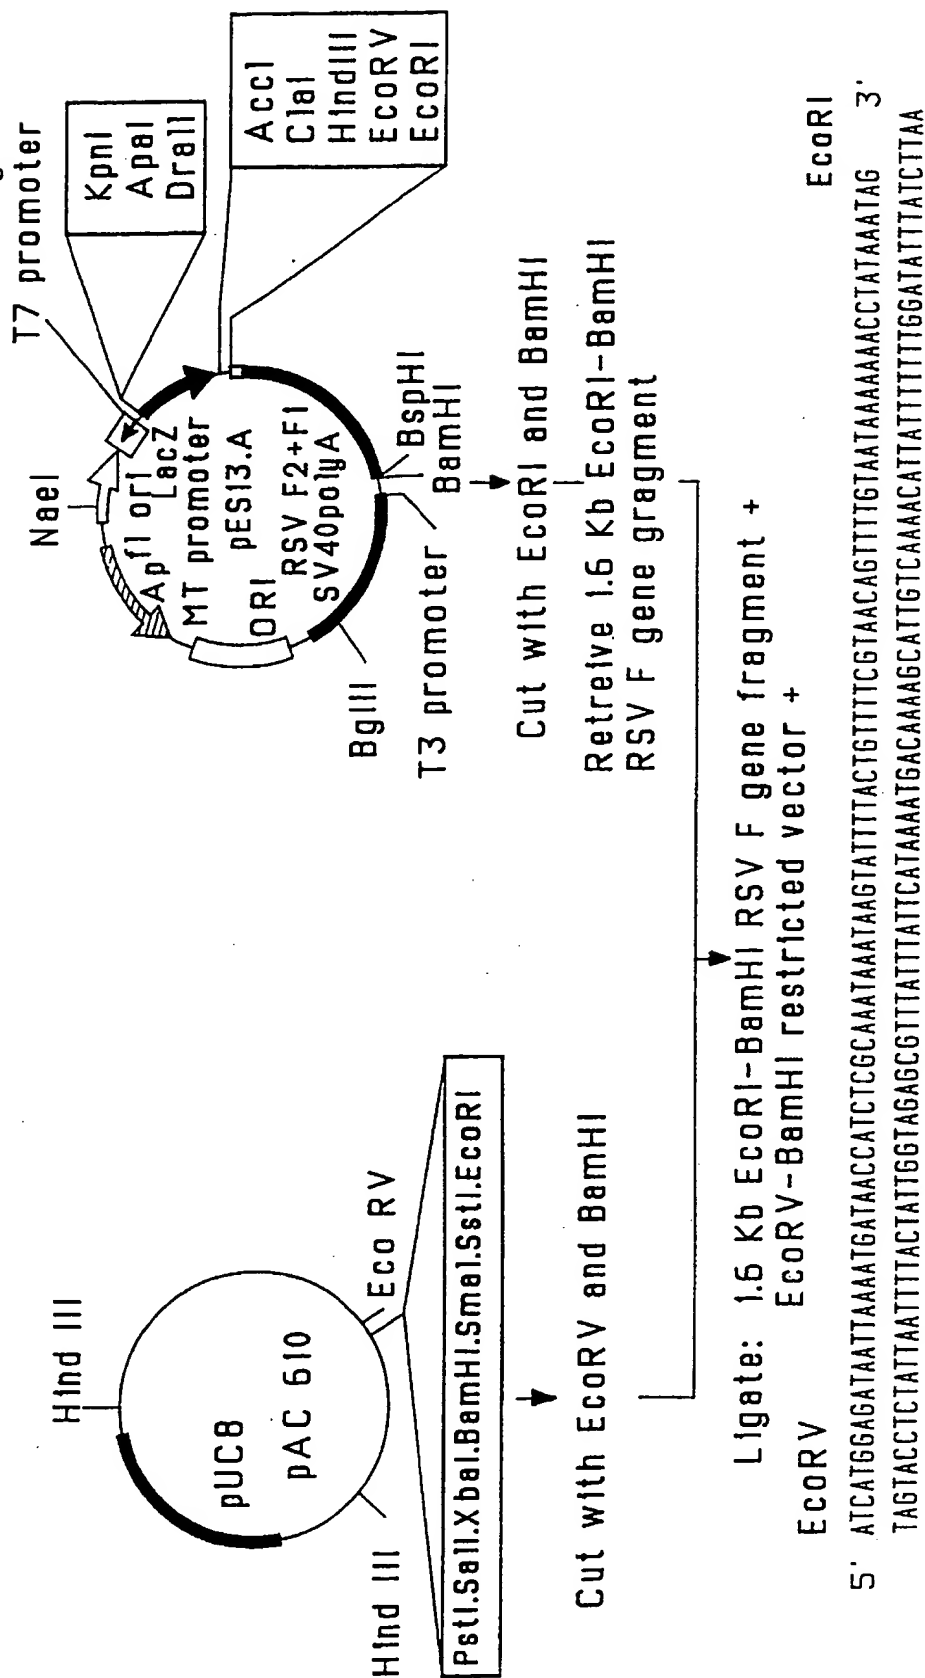 Hind III
pUC8
pAC 610
Eco RV
Hind III
PstI.SalI.XbaI.BamHI.SmaI.SstI.EcoRI
Cut with EcoRV and BamHI
T7 promoter
KpnI
ApaI
DraII
NaeI
Ap
f1 ori
LacZ
MT promoter
pES13.A
ORI
RSV F2+F1
SV40polyA
AccI
ClaI
HindIII
EcoRV
EcoRI
BspHI
BamHI
BglII
T3 promoter
Cut with EcoRI and BamHI
Retreive 1.6 Kb EcoRI-BamHI
RSV F gene gragment
Ligate: 1.6 Kb EcoRI-BamHI RSV F gene fragment +
EcoRV-BamHI restricted vector +
EcoRV
EcoRI
5' ATCATGGAGATAATTAAAATGATAACCATCTCGCAAATAAATAAGTATTTTACTGTTTTCGTAACAGTTTTGTAATAAAAAAACCTATAAATAG 3'
TAGTACCTCTATTAATTTTACTATTGGTAGAGCGTTTATTTATTCATAAAATGACAAAAGCATTGTCAAAACATTATTTTTTTGGATATTTATCTTAA